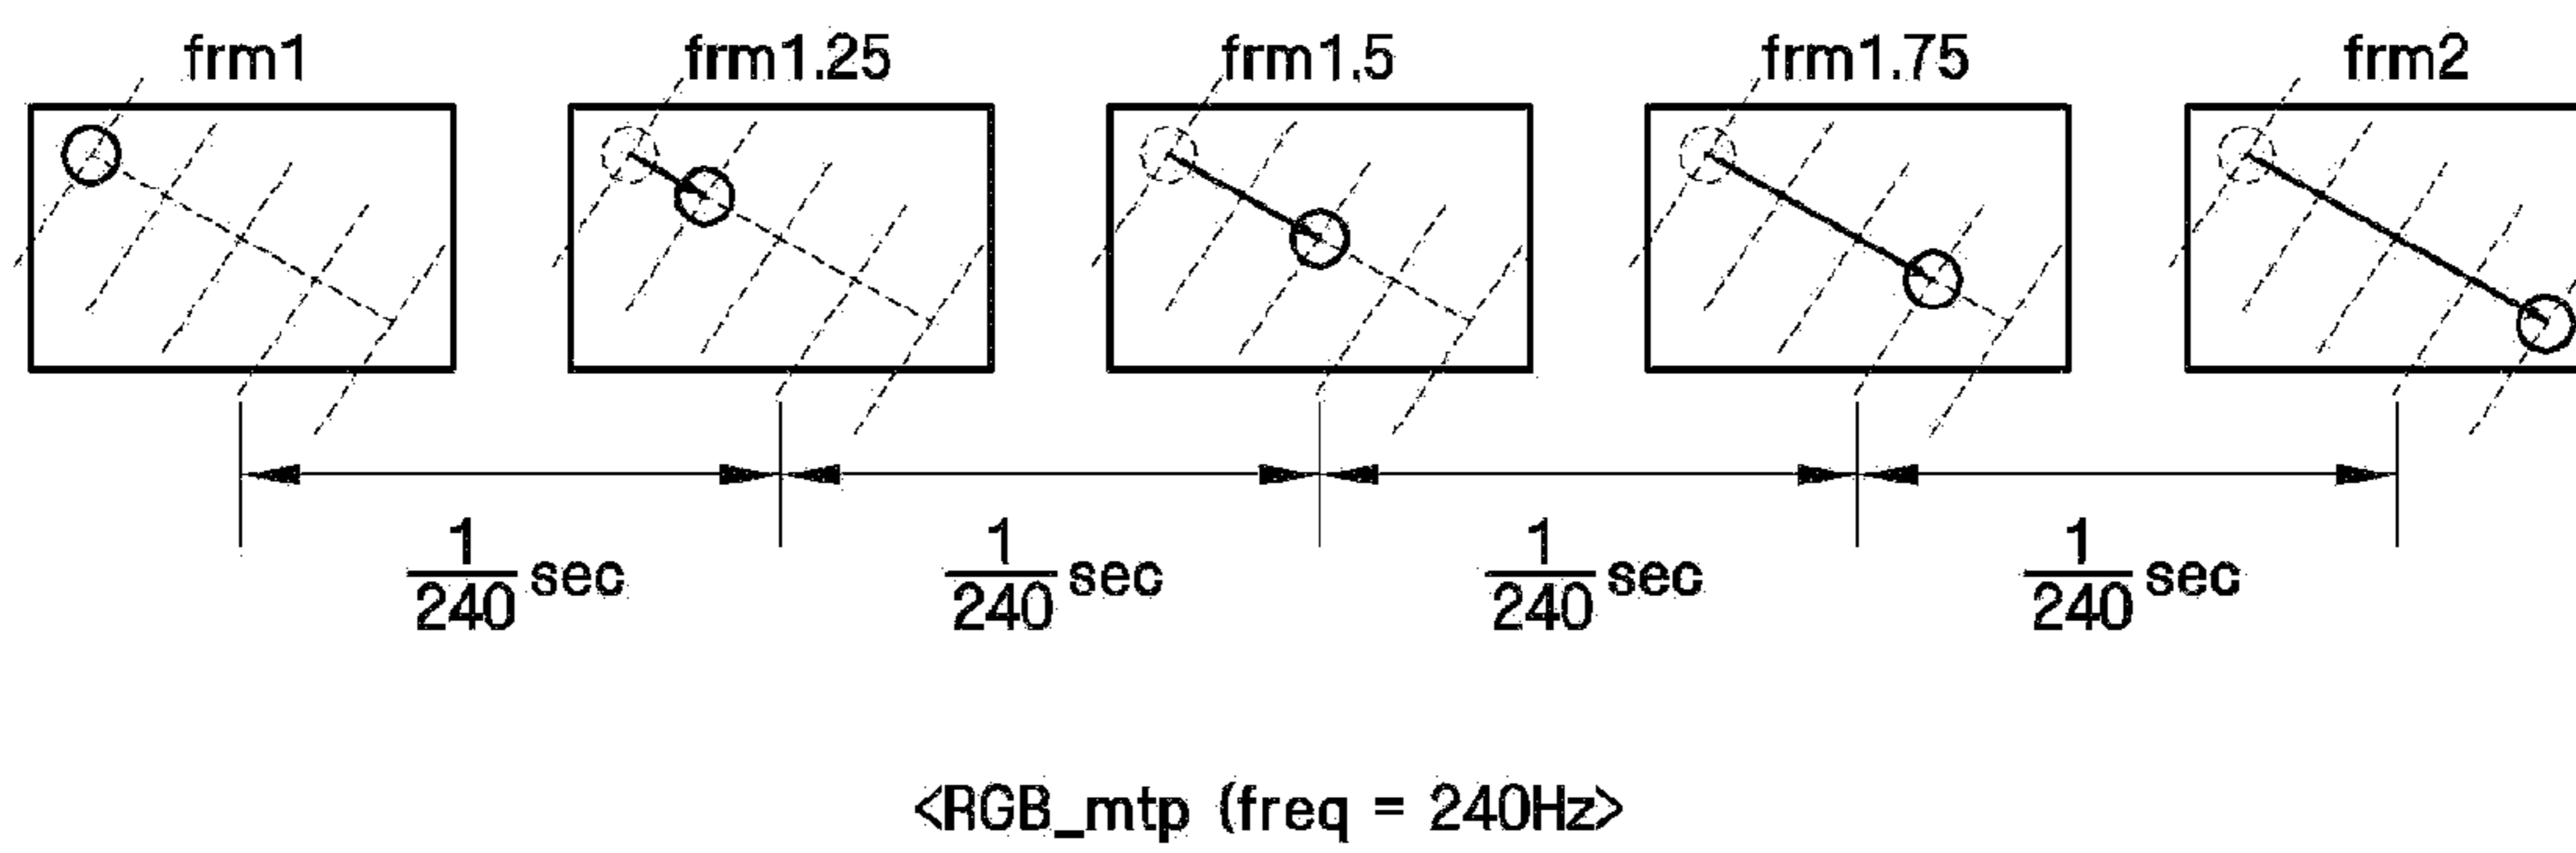 frm1 frm1.25 frm1.5 frm1.75 frm2
1/240 sec 1/240 sec 1/240 sec 1/240 sec
<RGB_mtp (freq = 240Hz>